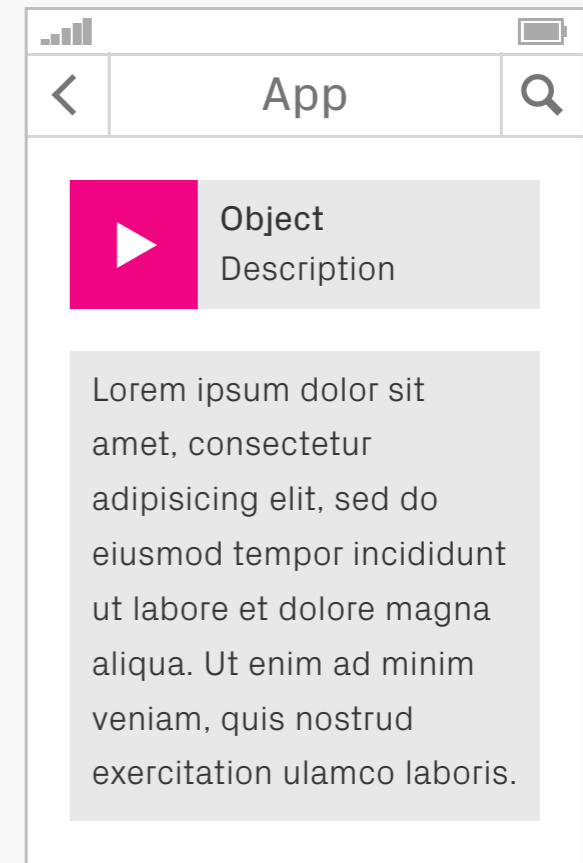 App
Object
Description
Lorem ipsum dolor sit
amet, consectetur
adipisicing elit, sed do
eiusmod tempor incididunt
ut labore et dolore magna
aliqua. Ut enim ad minim
veniam, quis nostrud
exercitation ulamco laboris.